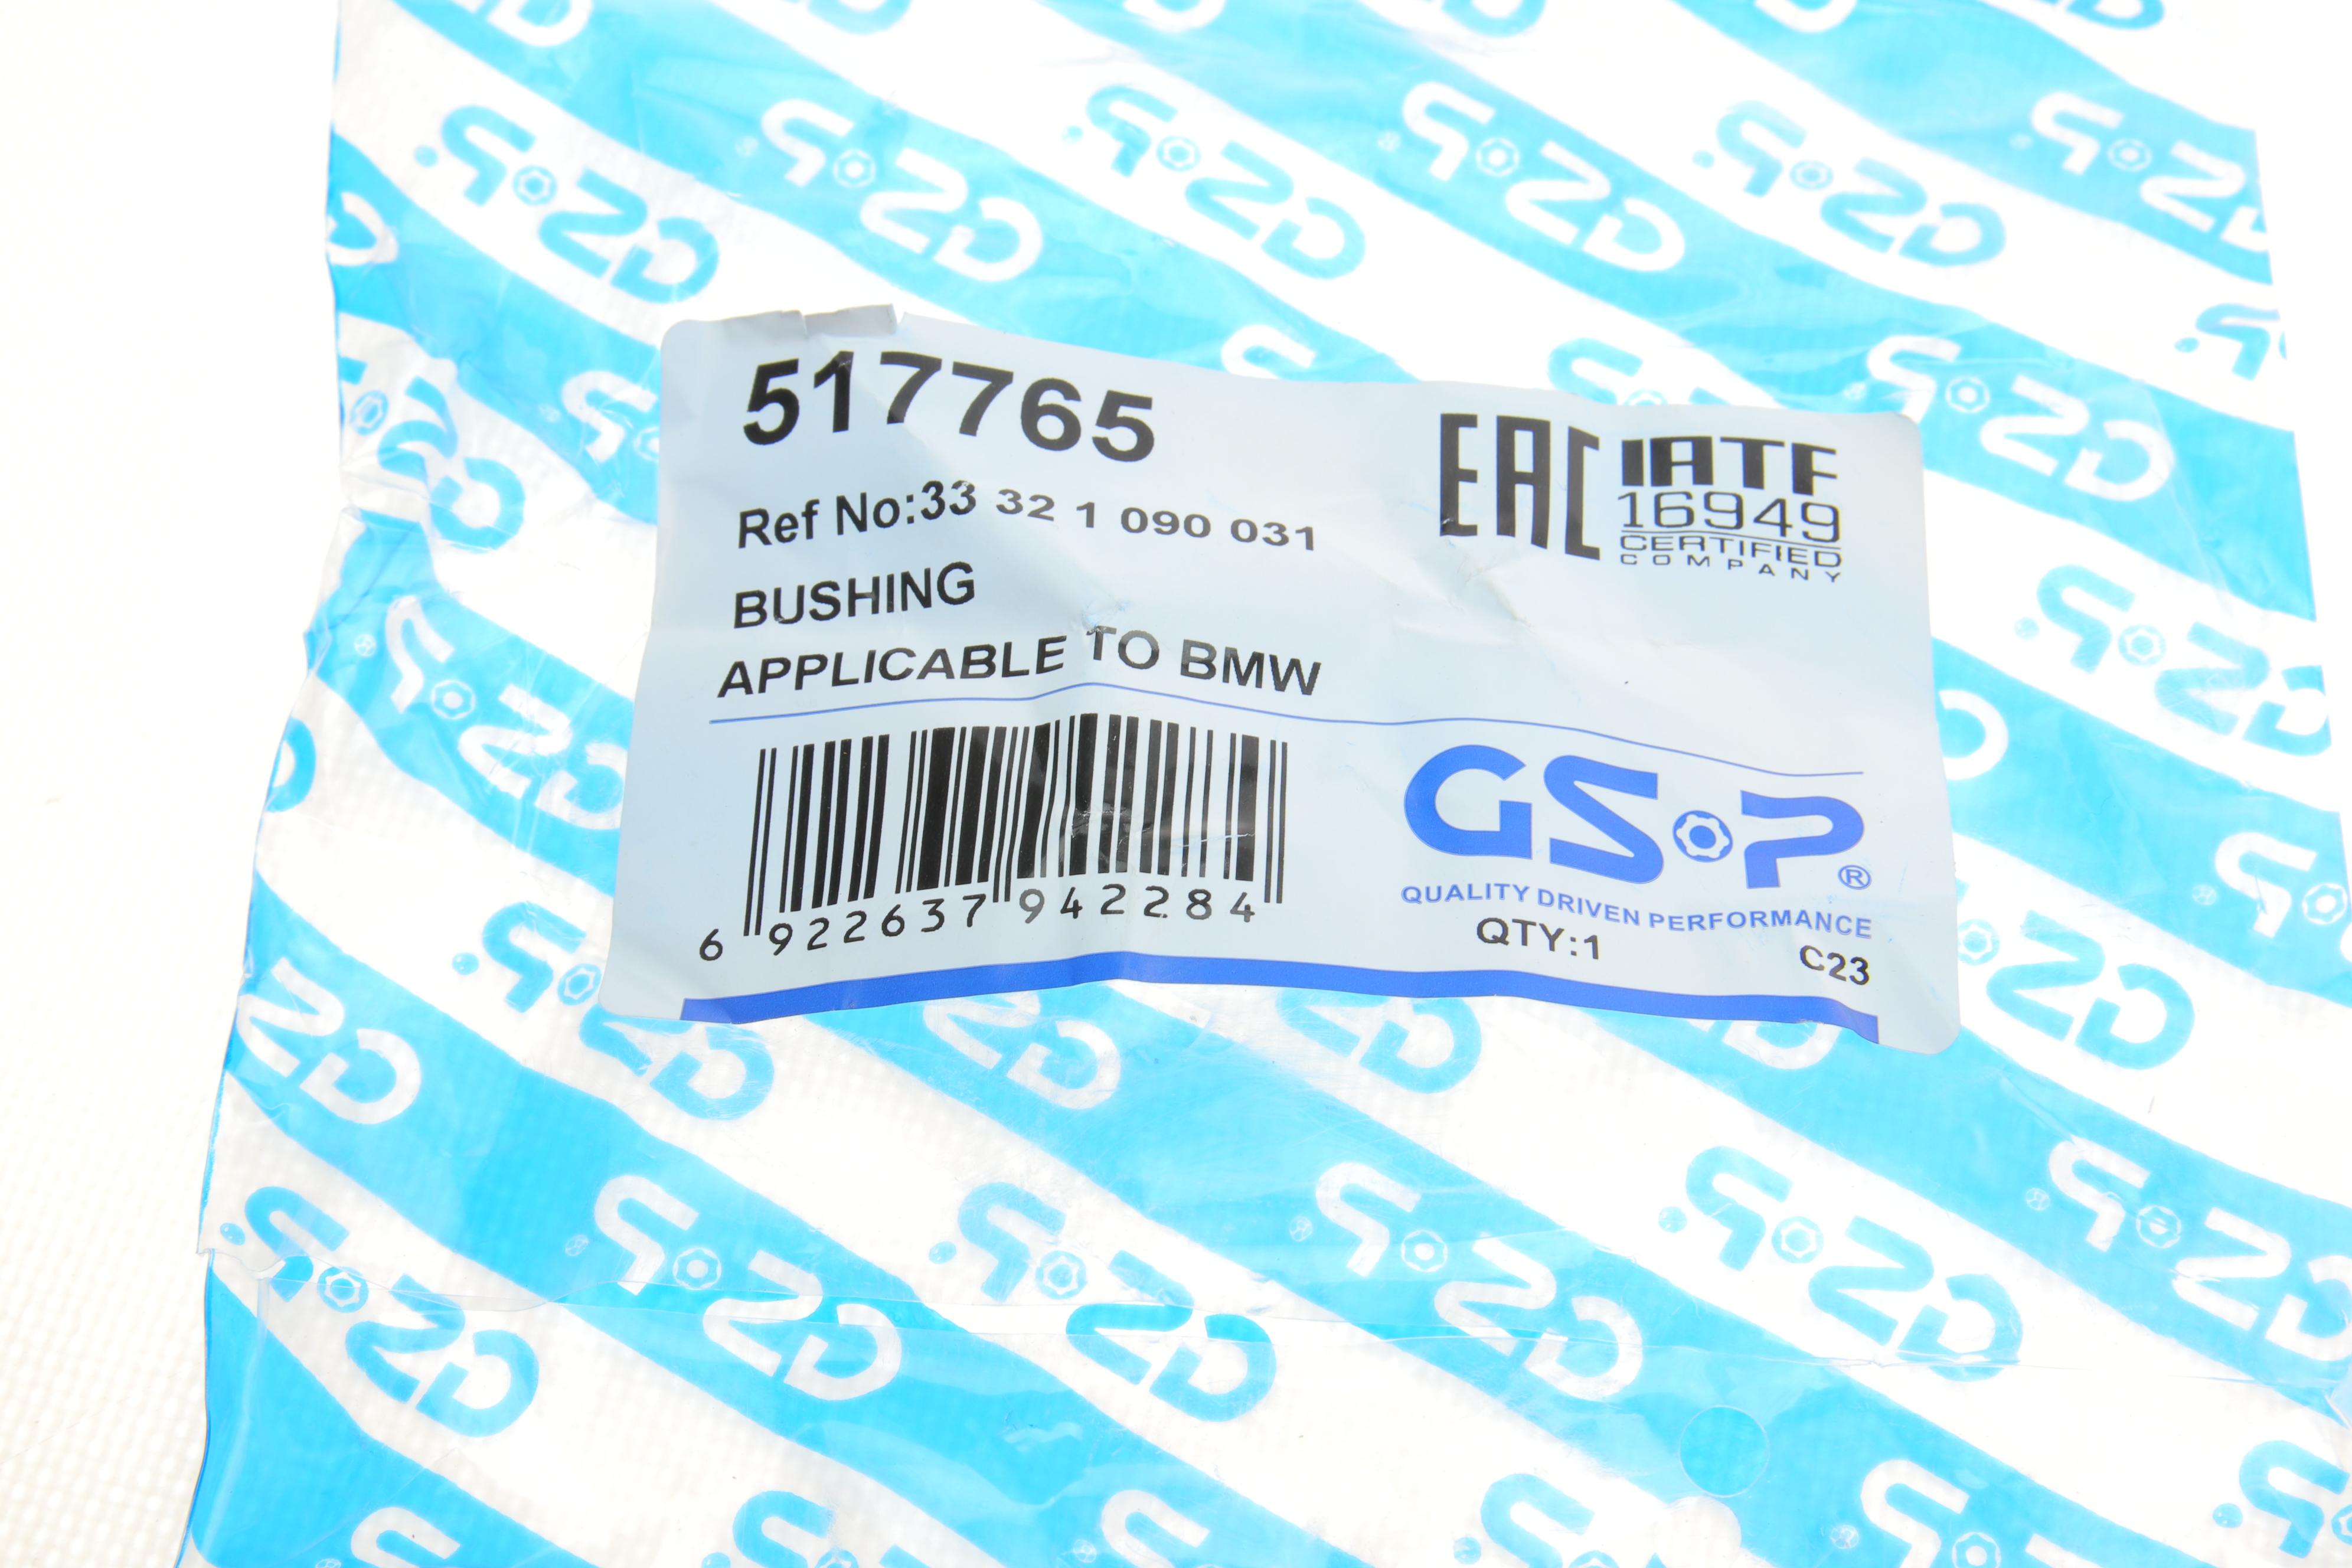 517765
Ref No:33 32 1 090 031
BUSHING
APPLICABLE TO BMW
EAC
IATF
16949
CERTIFIED
COMPANY
6 922637 942284
GSP®
QUALITY DRIVEN PERFORMANCE
QTY:1
C23